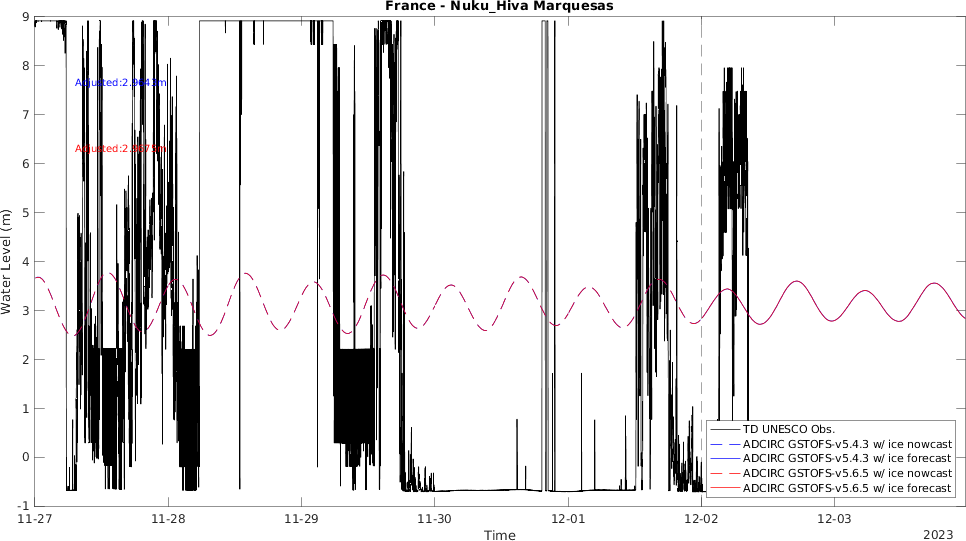 France - Nuku_Hiva Marquesas
9
8
7
6
5
4
3
2
1
0
-1
Water Level (m)
11-27
11-28
11-29
11-30
12-01
12-02
12-03
Time
2023
TD UNESCO Obs.
ADCIRC GSTOFS-v5.4.3 w/ ice nowcast
ADCIRC GSTOFS-v5.4.3 w/ ice forecast
ADCIRC GSTOFS-v5.6.5 w/ ice nowcast
ADCIRC GSTOFS-v5.6.5 w/ ice forecast